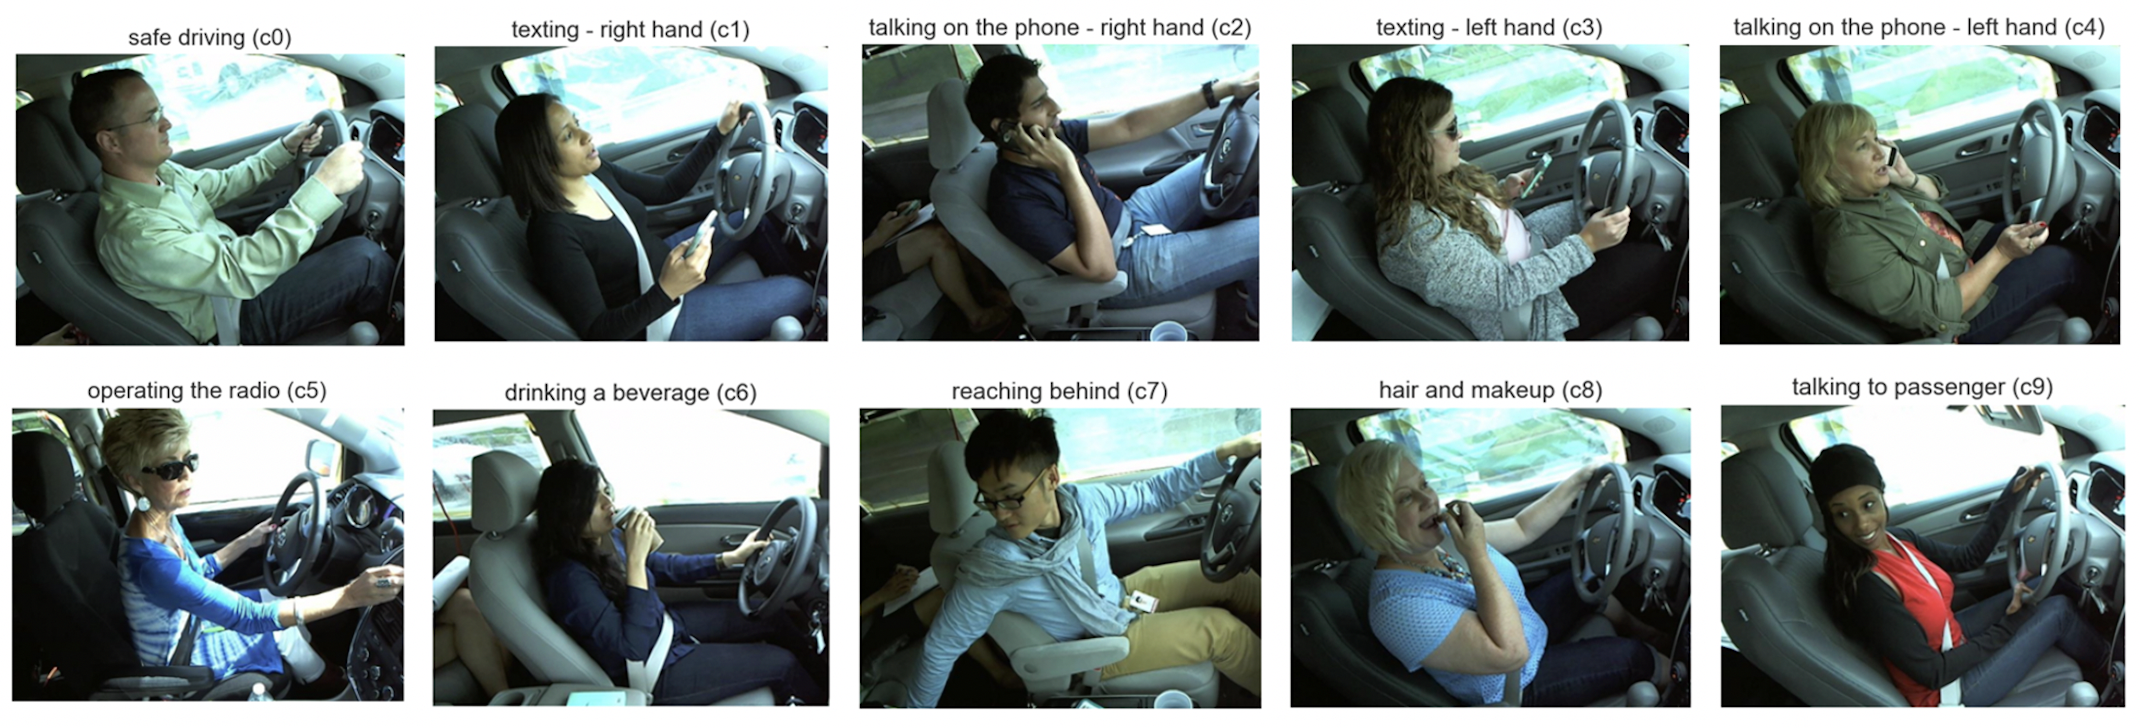 safe driving (c0)
texting - right hand (c1)
talking on the phone - right hand (c2)
texting - left hand (c3)
talking on the phone - left hand (c4)
operating the radio (c5)
drinking a beverage (c6)
reaching behind (c7)
hair and makeup (c8)
talking to passenger (c9)